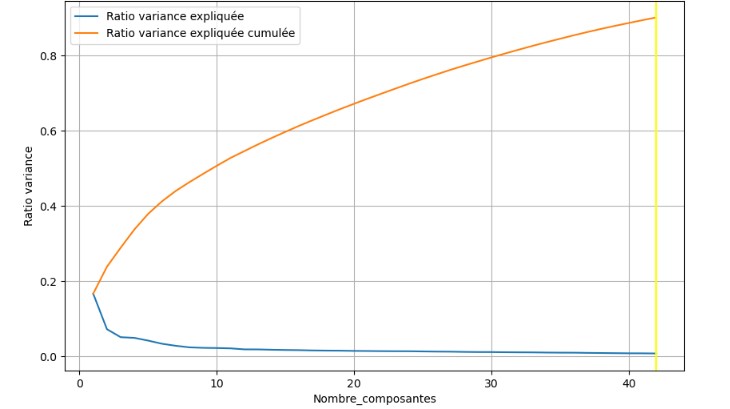 Ratio variance expliquée
Ratio variance expliquée cumulée
0.8
0.6
0.4
0.2
0.0
Ratio variance
0
10
20
30
40
Nombre_composantes